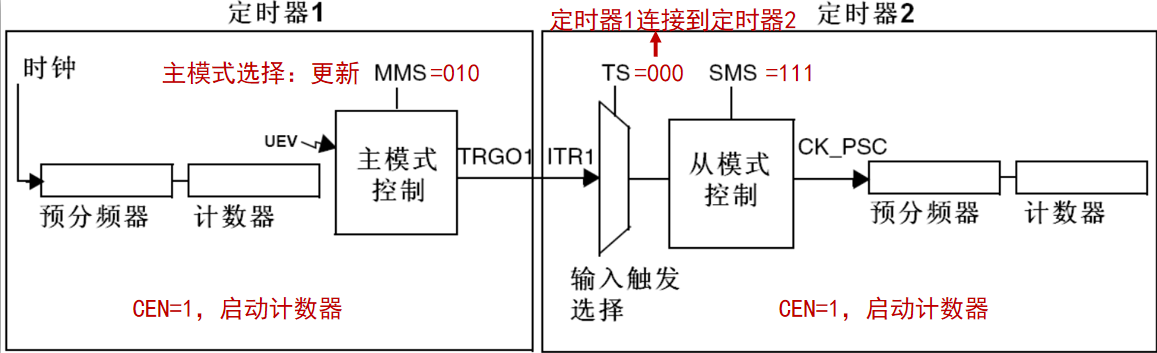 定时器1
定时器1连接到定时器2
定时器2
时钟
主模式选择：更新 MMS=010
TS=000
SMS=111
UEV
主模式
控制
TRGO1
ITR1
从模式
控制
CK_PSC
预分频器
计数器
预分频器
计数器
输入触发
选择
CEN=1，启动计数器
CEN=1，启动计数器